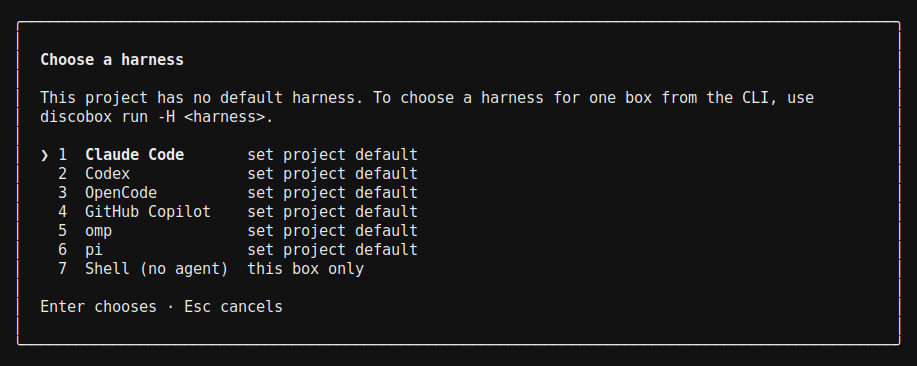 Choose a harness
This project has no default harness. To choose a harness for one box from the CLI, use
discobox run -H <harness>.
❯ 1  Claude Code       set project default
2  Codex             set project default
3  OpenCode          set project default
4  GitHub Copilot    set project default
5  omp               set project default
6  pi                set project default
7  Shell (no agent)  this box only
Enter chooses · Esc cancels